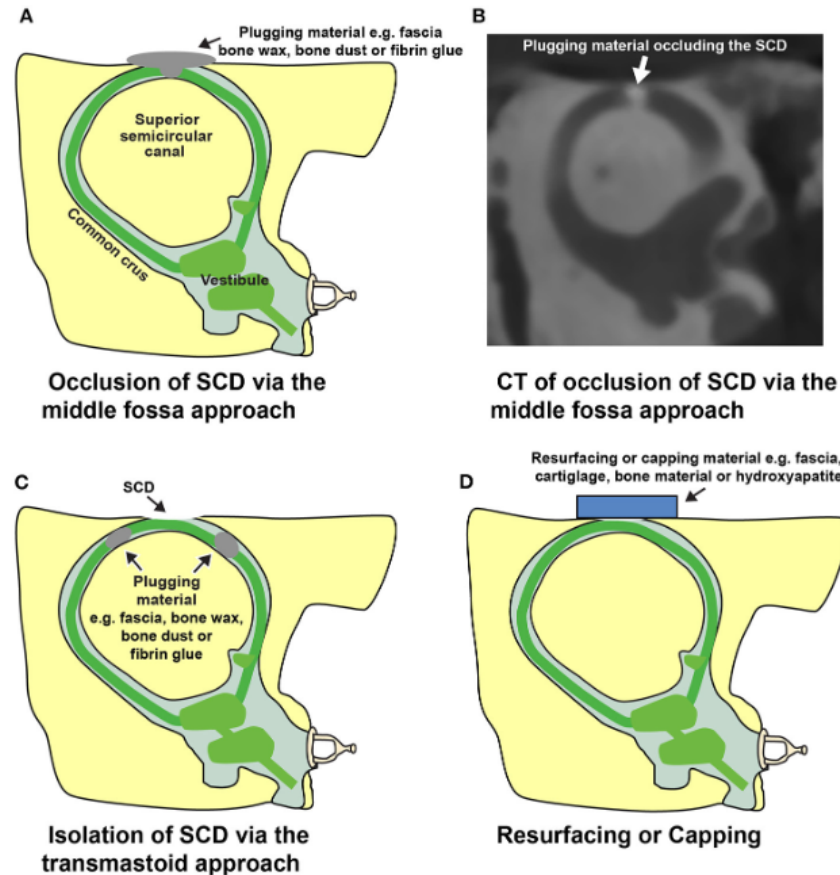 A
Plugging material e.g. fascia
bone wax, bone dust or fibrin glue
Superior
semicircular
canal
Common crus
Vestibule
Occlusion of SCD via the
middle fossa approach
B
Plugging material occluding the SCD
CT of occlusion of SCD via the
middle fossa approach
C
SCD
Plugging
material
e.g. fascia, bone wax,
bone dust or
fibrin glue
Isolation of SCD via the
transmastoid approach
D
Resurfacing or capping material e.g. fascia,
cartiglage, bone material or hydroxyapatite
Resurfacing or Capping